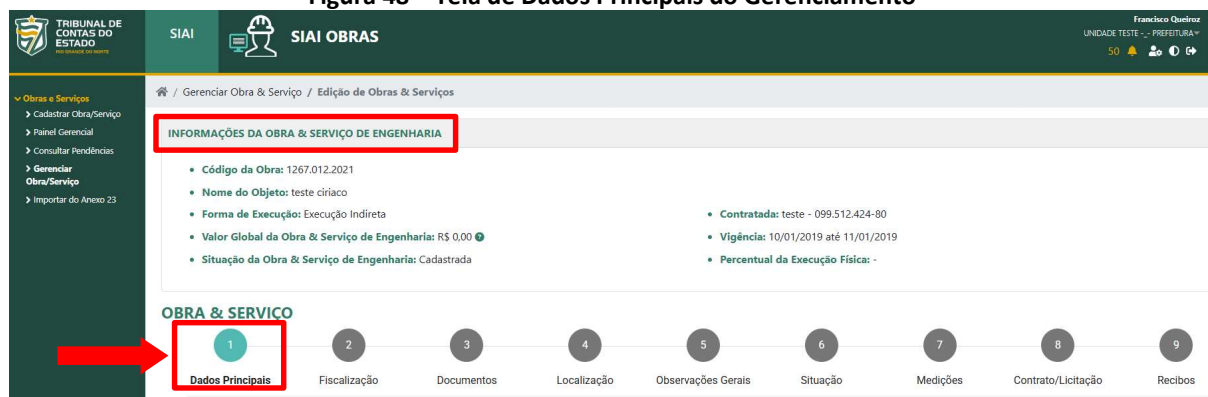 Figura 48 – Tela de Dados Principais do Gerenciamento
TRIBUNAL DE
CONTAS DO
ESTADO
RIO GRANDE DO NORTE
SIAI
SIAI OBRAS
Francisco Queiroz
UNIDADE TESTE -_- PREFEITURA
50
Obras e Serviços
Cadastrar Obra/Serviço
Painel Gerencial
Consultar Pendências
Gerenciar
Obra/Serviço
Importar do Anexo 23
/ Gerenciar Obra & Serviço / Edição de Obras & Serviços
INFORMAÇÕES DA OBRA & SERVIÇO DE ENGENHARIA
• Código da Obra: 1267.012.2021
• Nome do Objeto: teste ciriaco
• Forma de Execução: Execução Indireta
• Contratada: teste - 099.512.424-80
• Valor Global da Obra & Serviço de Engenharia: R$ 0,00
• Vigência: 10/01/2019 até 11/01/2019
• Situação da Obra & Serviço de Engenharia: Cadastrada
• Percentual da Execução Física: -
OBRA & SERVIÇO
1 2 3 4 5 6 7 8 9
Dados Principais Fiscalização Documentos Localização Observações Gerais Situação Medições Contrato/Licitação Recibos